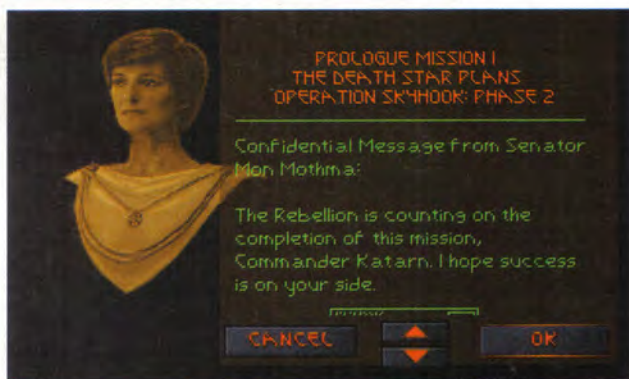 PROLOGUE MISSION I
THE DEATH STAR PLANS
OPERATION SKYHOOK: PHASE 2
Confidential Message from Senator
Mon Mothma:
The Rebellion is counting on the
completion of this mission,
Commander Katarn. I hope success
is on your side.
CANCEL
OK